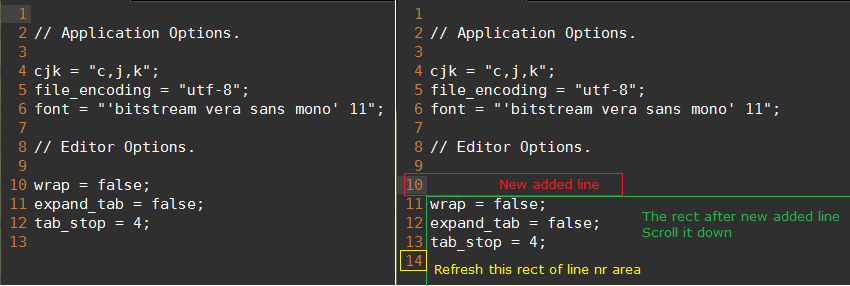 1
2 // Application Options.
3
4 cjk = "c,j,k";
5 file_encoding = "utf-8";
6 font = "'bitstream vera sans mono' 11";
7
8 // Editor Options.
9
10 wrap = false;
11 expand_tab = false;
12 tab_stop = 4;
13
1
2 // Application Options.
3
4 cjk = "c,j,k";
5 file_encoding = "utf-8";
6 font = "'bitstream vera sans mono' 11";
7
8 // Editor Options.
9
10 New added line
11 wrap = false;
12 expand_tab = false;
13 tab_stop = 4;
14
The rect after new added line
Scroll it down
Refresh this rect of line nr area